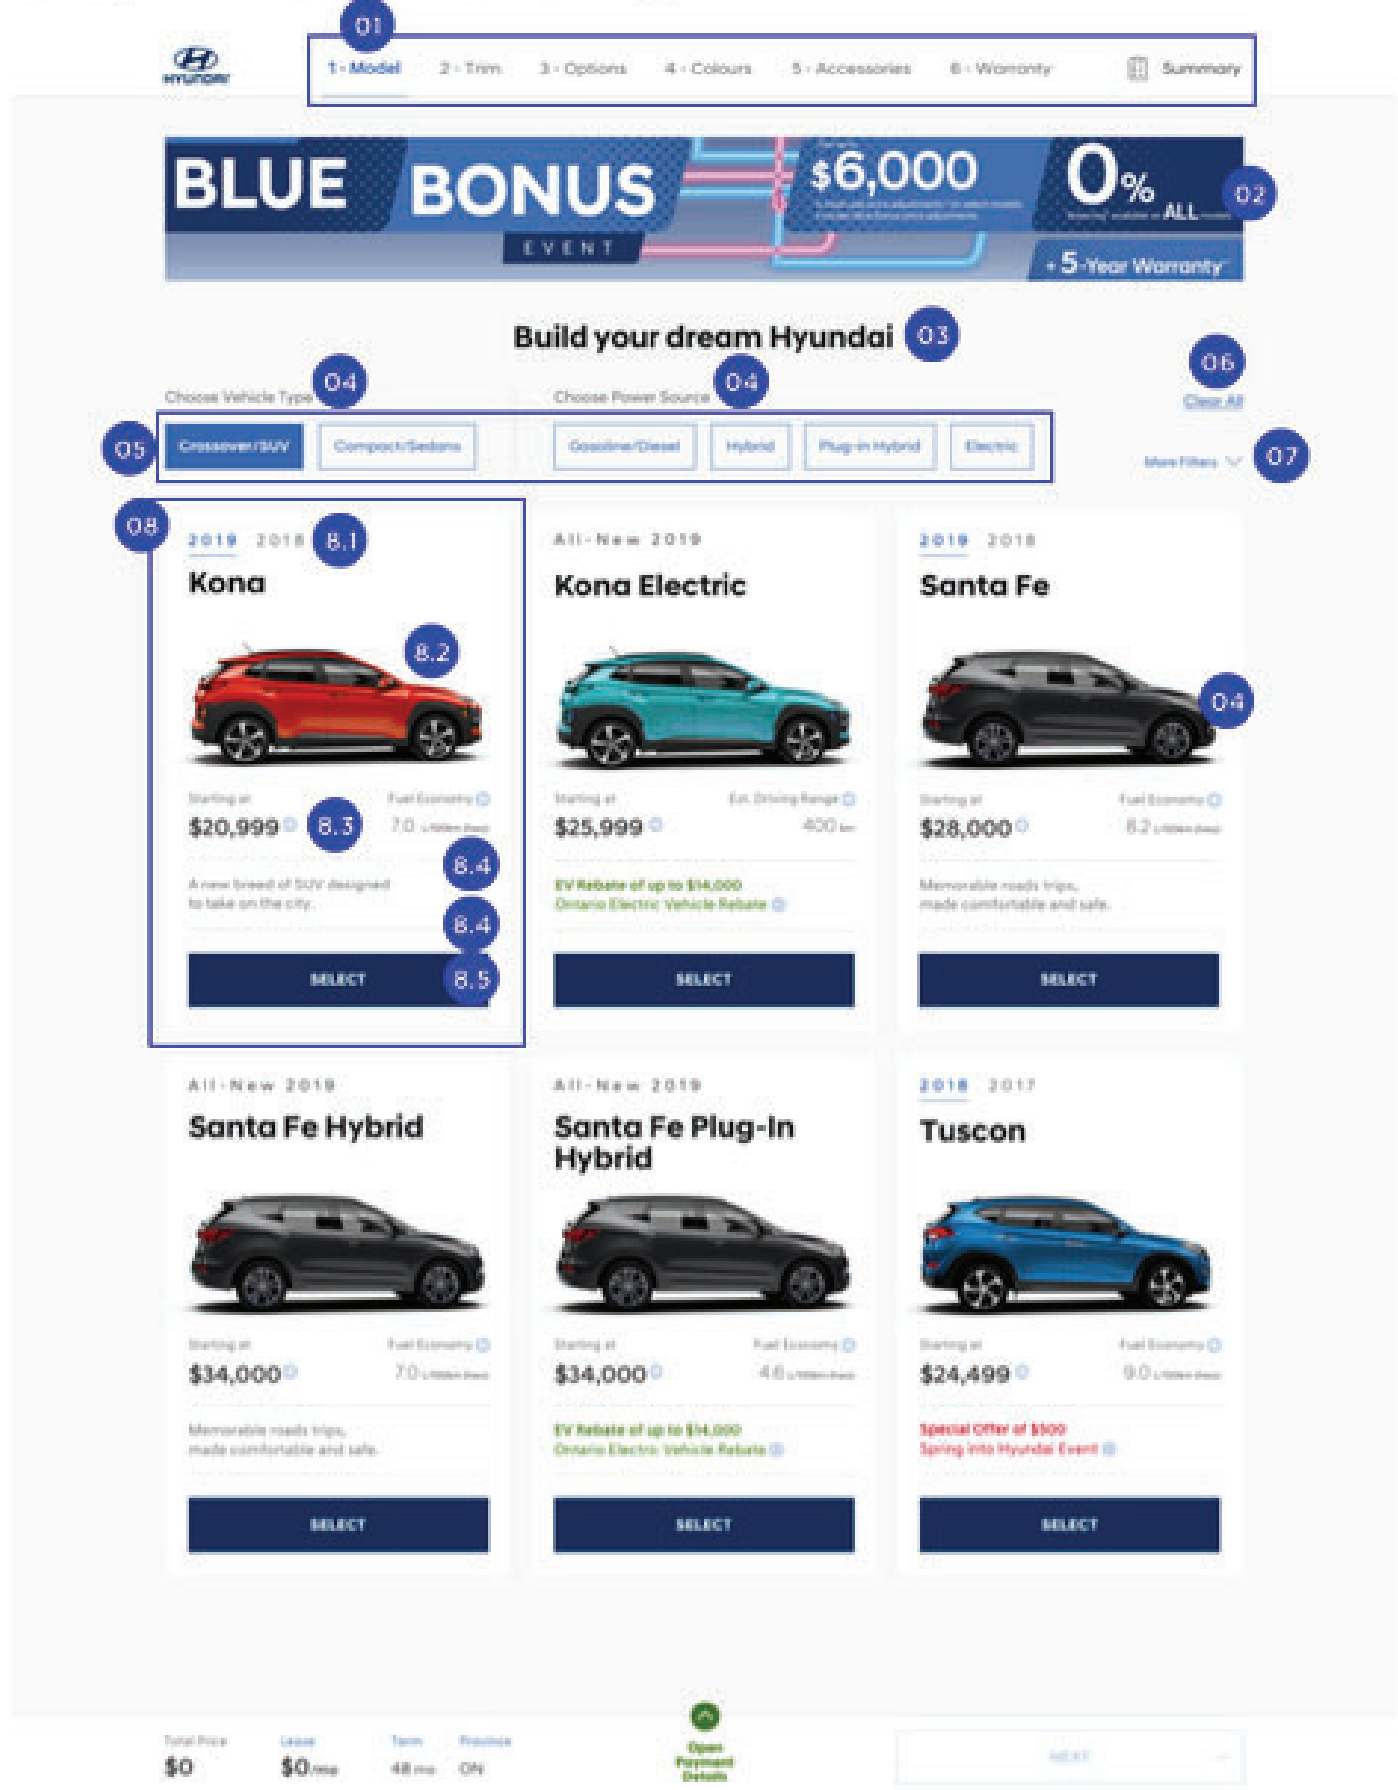 01
HYUNDAI
1 - Model 2 - Trim 3 - Options 4 - Colours 5 - Accessories 6 - Warranty Summary
BLUE BONUS EVENT
$6,000
0% ALL
02
+ 5-Year Warranty
Build your dream Hyundai 03
06
Choose Vehicle Type 04 Choose Power Source 04 Clear All
05 Crossover/SUV Compact/Sedans Gasoline/Diesel Hybrid Plug-in Hybrid Electric More Filters 07
08
2019 2018 8.1
Kona
8.2
Starting at Fuel Economy
$20,999 8.3 7.0
8.4
A new breed of SUV designed
to take on the city.
8.4
SELECT 8.5
All-New 2019
Kona Electric
Starting at Est. Driving Range
$25,999 400 km
EV Rebate of up to $14,000
Ontario Electric Vehicle Rebate
SELECT
2019 2018
Santa Fe
04
Starting at Fuel Economy
$28,000 8.2
Memorable roads trips,
made comfortable and safe.
SELECT
All-New 2019
Santa Fe Hybrid
Starting at Fuel Economy
$34,000 7.0
Memorable roads trips,
made comfortable and safe.
SELECT
All-New 2019
Santa Fe Plug-In
Hybrid
Starting at Fuel Economy
$34,000 4.6
EV Rebate of up to $14,000
Ontario Electric Vehicle Rebate
SELECT
2018 2017
Tuscon
Starting at Fuel Economy
$24,499 9.0
Special Offer of $500
Spring into Hyundai Event
SELECT
Total Price Lease Term Province
$0 $0/mo 48 mo ON
Open
Payment
Details
NEXT